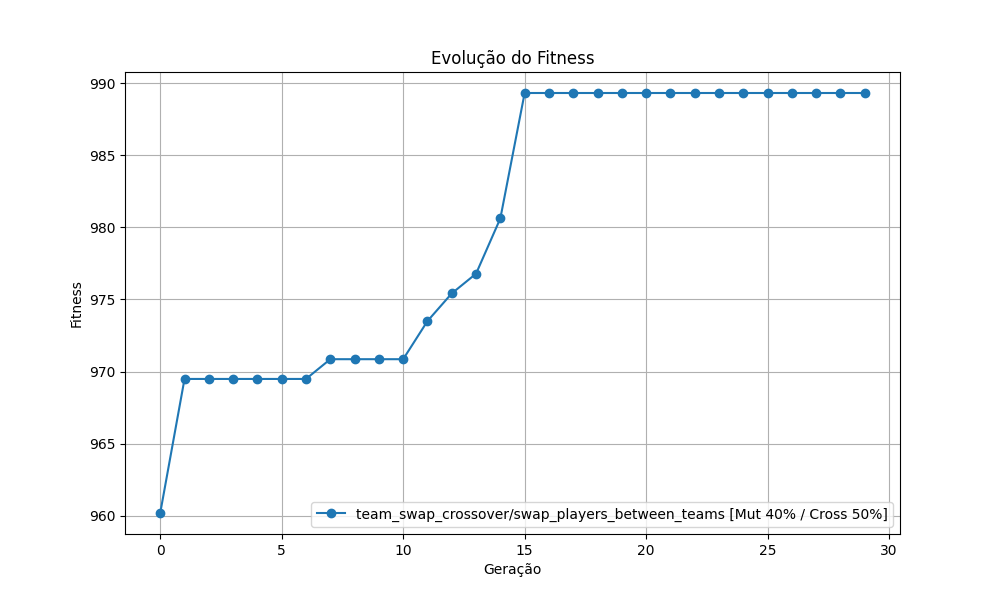 Evolução do Fitness
Fitness
990
985
980
975
970
965
960
team_swap_crossover/swap_players_between_teams [Mut 40% / Cross 50%]
0 5 10 15 20 25 30
Geração